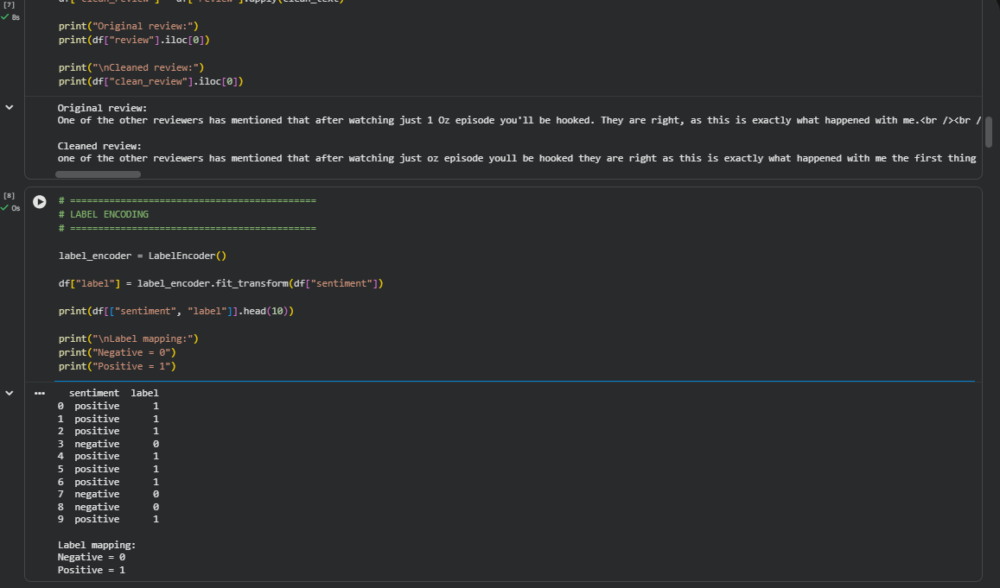 [7]
8s
df["clean_review"] = df["review"].apply(clean_text)
print("Original review:")
print(df["review"].iloc[0])
print("\nCleaned review:")
print(df["clean_review"].iloc[0])
Original review:
One of the other reviewers has mentioned that after watching just 1 Oz episode you'll be hooked. They are right, as this is exactly what happened with me.<br /><br /
Cleaned review:
one of the other reviewers has mentioned that after watching just oz episode youll be hooked they are right as this is exactly what happened with me the first thing
[8]
0s
# ============================================
# LABEL ENCODING
# ============================================
label_encoder = LabelEncoder()
df["label"] = label_encoder.fit_transform(df["sentiment"])
print(df[["sentiment", "label"]].head(10))
print("\nLabel mapping:")
print("Negative = 0")
print("Positive = 1")
sentiment label
0 positive 1
1 positive 1
2 positive 1
3 negative 0
4 positive 1
5 positive 1
6 positive 1
7 negative 0
8 negative 0
9 positive 1
Label mapping:
Negative = 0
Positive = 1